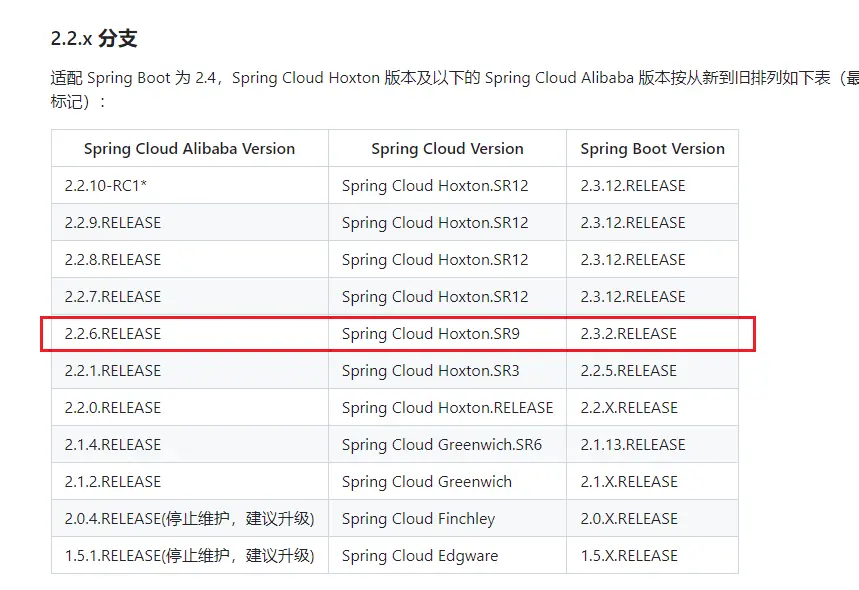 2.2.x 分支
适配 Spring Boot 为 2.4，Spring Cloud Hoxton 版本及以下的 Spring Cloud Alibaba 版本按从新到旧排列如下表（最
标记）：
Spring Cloud Alibaba Version Spring Cloud Version Spring Boot Version
2.2.10-RC1* Spring Cloud Hoxton.SR12 2.3.12.RELEASE
2.2.9.RELEASE Spring Cloud Hoxton.SR12 2.3.12.RELEASE
2.2.8.RELEASE Spring Cloud Hoxton.SR12 2.3.12.RELEASE
2.2.7.RELEASE Spring Cloud Hoxton.SR12 2.3.12.RELEASE
2.2.6.RELEASE Spring Cloud Hoxton.SR9 2.3.2.RELEASE
2.2.1.RELEASE Spring Cloud Hoxton.SR3 2.2.5.RELEASE
2.2.0.RELEASE Spring Cloud Hoxton.RELEASE 2.2.X.RELEASE
2.1.4.RELEASE Spring Cloud Greenwich.SR6 2.1.13.RELEASE
2.1.2.RELEASE Spring Cloud Greenwich 2.1.X.RELEASE
2.0.4.RELEASE(停止维护，建议升级) Spring Cloud Finchley 2.0.X.RELEASE
1.5.1.RELEASE(停止维护，建议升级) Spring Cloud Edgware 1.5.X.RELEASE